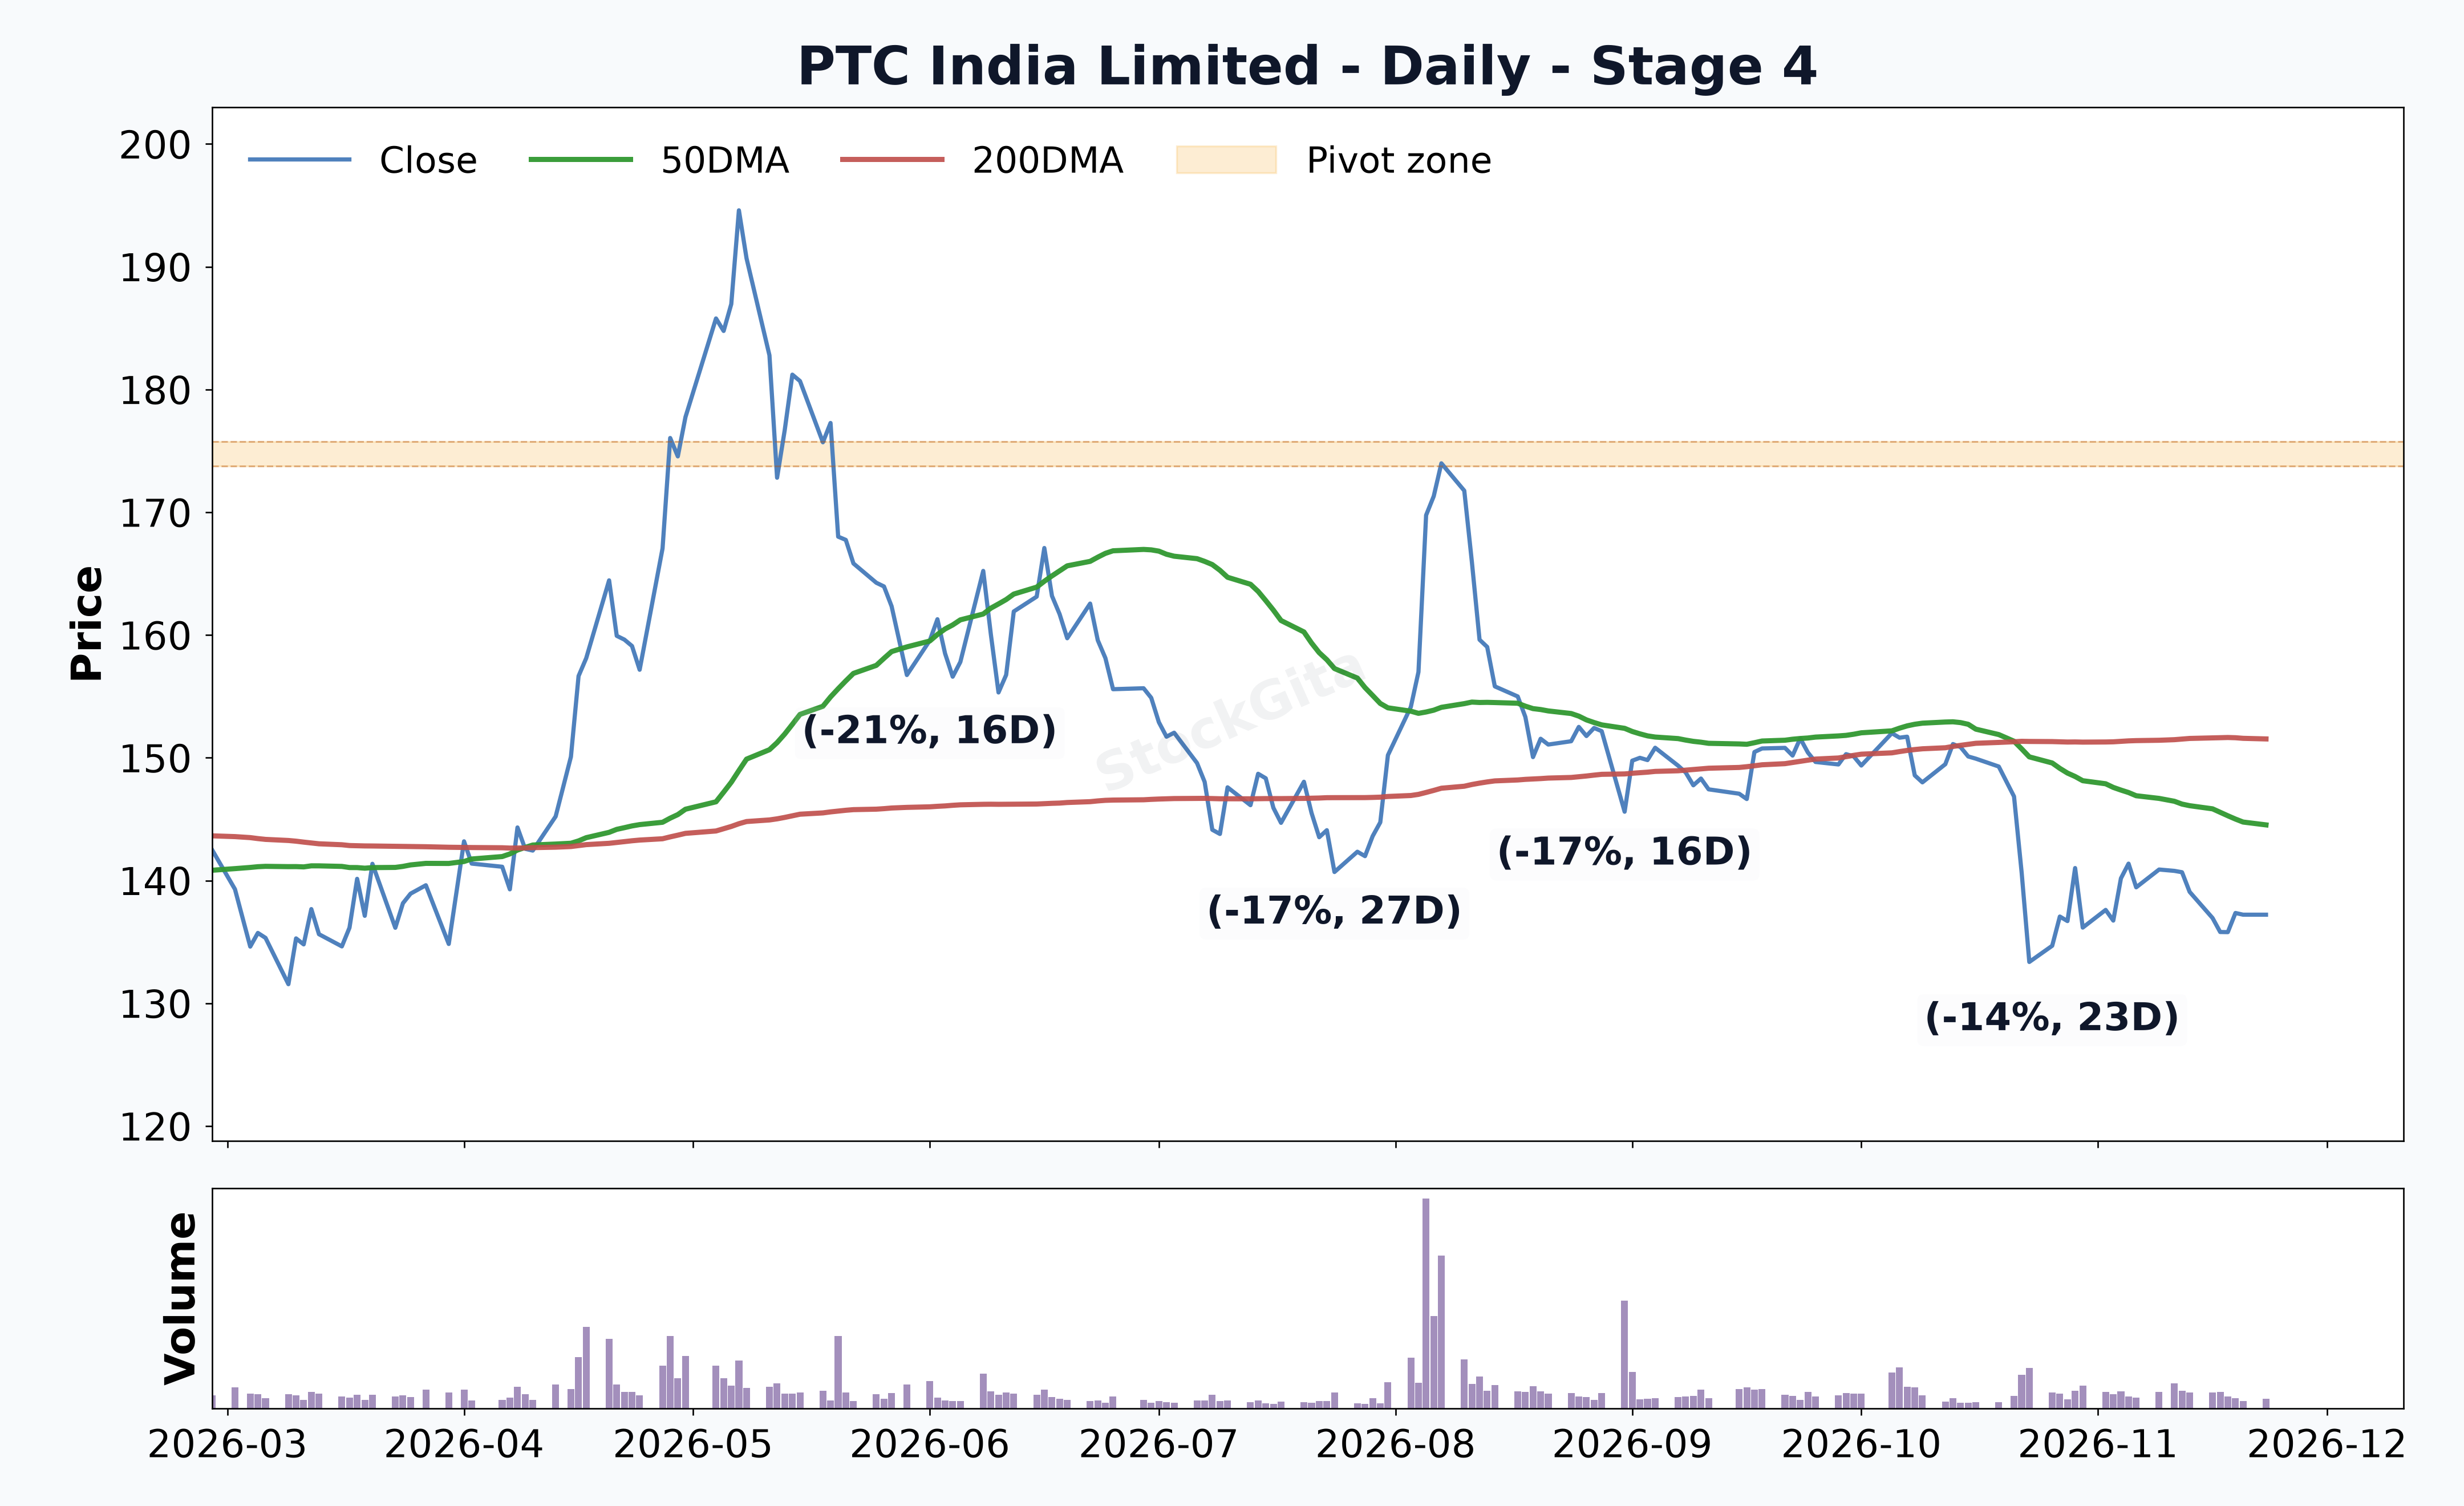 PTC India Limited - Daily - Stage 4
Close 50DMA 200DMA Pivot zone
200
190
180
170
160
150
140
130
120
Price
(-21%, 16D)
StockGita
(-17%, 16D)
(-17%, 27D)
(-14%, 23D)
Volume
2026-03 2026-04 2026-05 2026-06 2026-07 2026-08 2026-09 2026-10 2026-11 2026-12